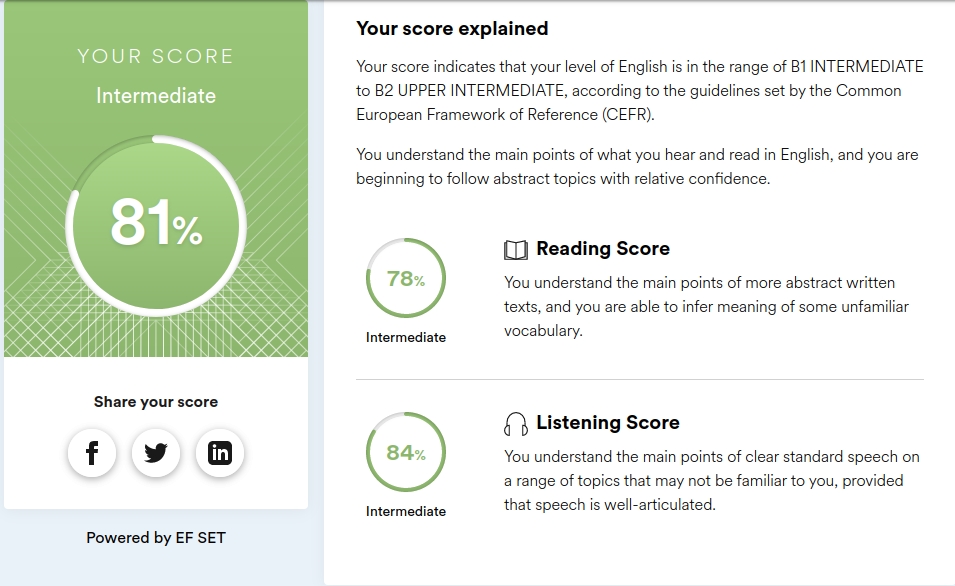 YOUR SCORE
Intermediate
81%
Share your score
f
in
Powered by EF SET
Your score explained
Your score indicates that your level of English is in the range of B1 INTERMEDIATE
to B2 UPPER INTERMEDIATE, according to the guidelines set by the Common
European Framework of Reference (CEFR).
You understand the main points of what you hear and read in English, and you are
beginning to follow abstract topics with relative confidence.
78%
Intermediate
Reading Score
You understand the main points of more abstract written
texts, and you are able to infer meaning of some unfamiliar
vocabulary.
84%
Intermediate
Listening Score
You understand the main points of clear standard speech on
a range of topics that may not be familiar to you, provided
that speech is well-articulated.